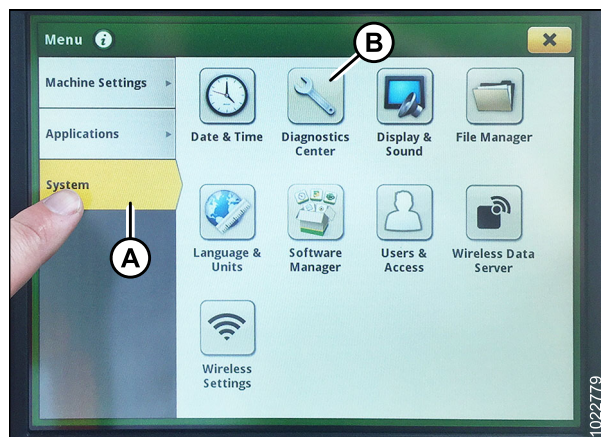 Menu i
B
Machine Settings
Applications
System
A
Date & Time
Diagnostics
Center
Display &
Sound
File Manager
Language &
Units
Software
Manager
Users &
Access
Wireless Data
Server
Wireless
Settings
1022779